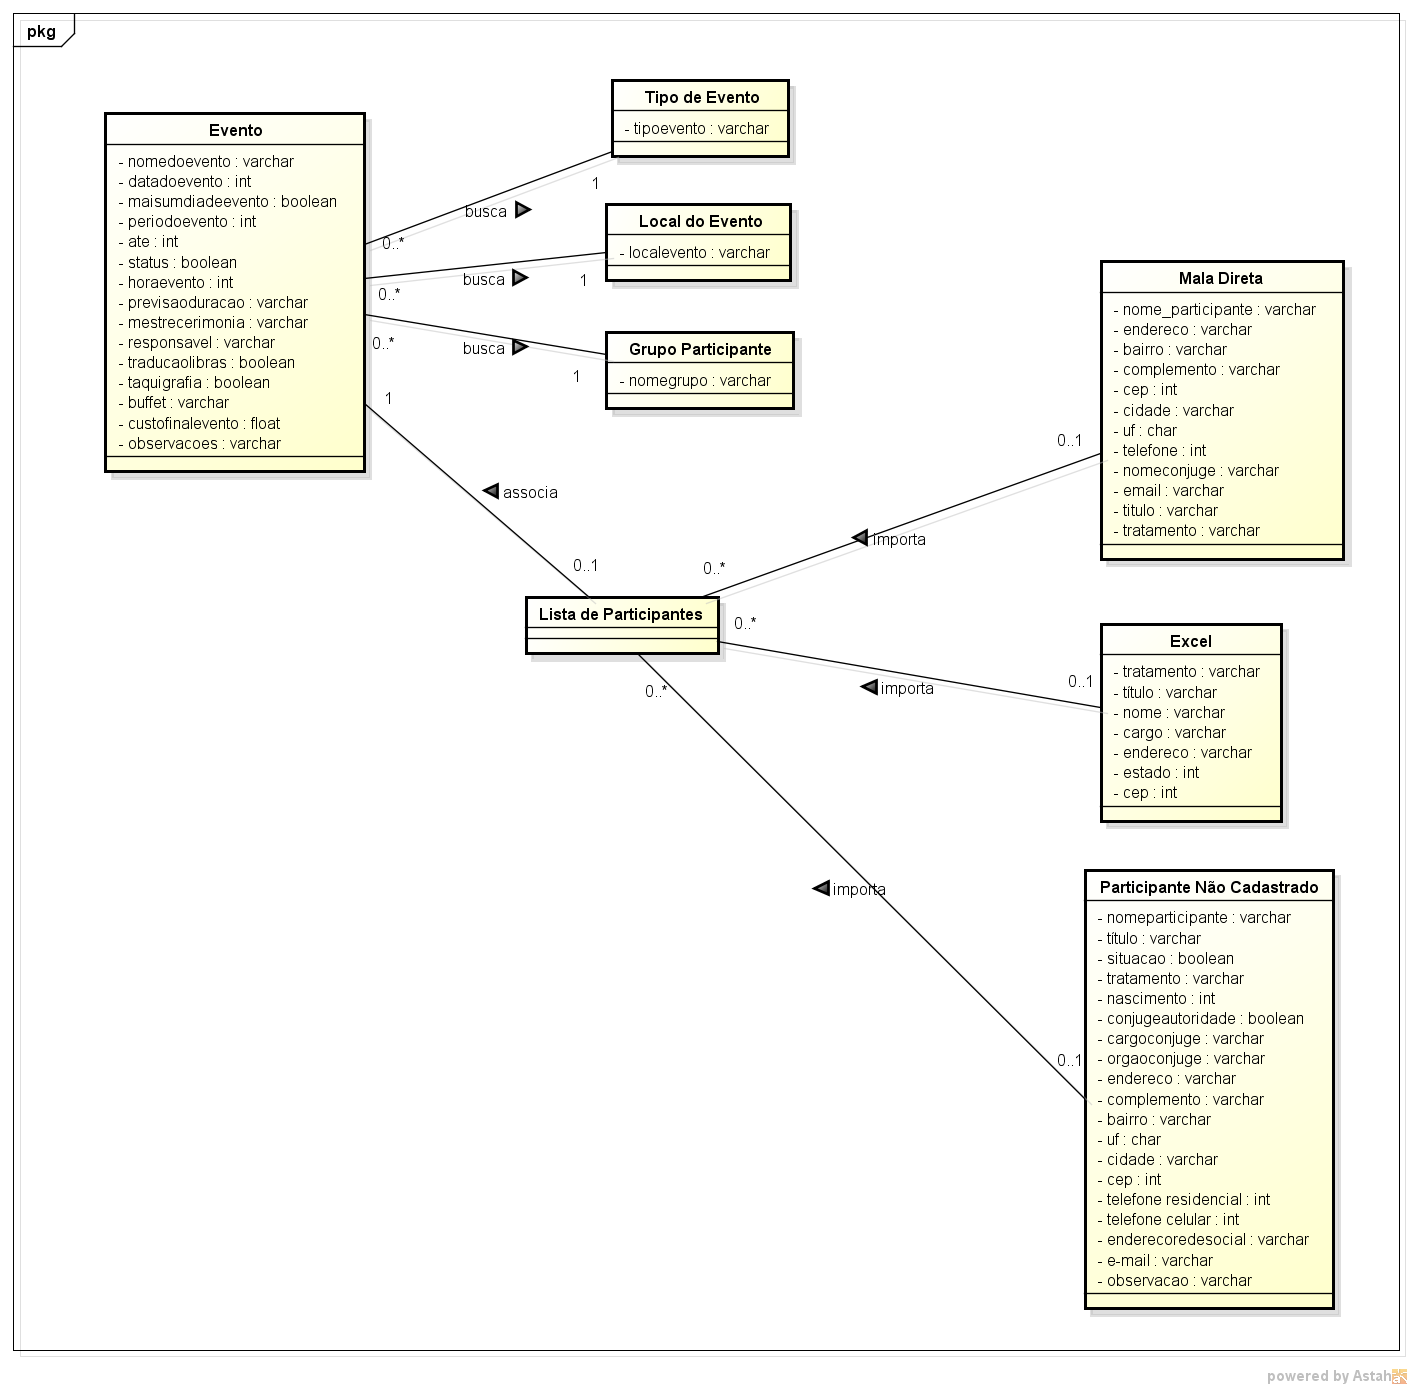 pkg
Evento
- nomedoevento : varchar
- datadoevento : int
- maisumdiadeevento : boolean
- periodoevento : int
- ate : int
- status : boolean
- horaevento : int
- previsaoduracao : varchar
- mestrecerimonia : varchar
- responsavel : varchar
- traducaolibras : boolean
- taquigrafia : boolean
- buffet : varchar
- custofinalevento : float
- observacoes : varchar
Tipo de Evento
- tipoevento : varchar
1
busca
0..*
Local do Evento
- localevento : varchar
busca
1
0..*
Grupo Participante
- nomegrupo : varchar
0..*
busca
1
1
associa
0..1
Lista de Participantes
Mala Direta
- nome_participante : varchar
- endereco : varchar
- bairro : varchar
- complemento : varchar
- cep : int
- cidade : varchar
- uf : char
- telefone : int
- nomeconjuge : varchar
- email : varchar
- titulo : varchar
- tratamento : varchar
0..1
importa
0..*
Excel
- tratamento : varchar
- título : varchar
- nome : varchar
- cargo : varchar
- endereco : varchar
- estado : int
- cep : int
0..*
0..1
importa
0..*
importa
0..1
Participante Não Cadastrado
- nomeparticipante : varchar
- título : varchar
- situacao : boolean
- tratamento : varchar
- nascimento : int
- conjugeautoridade : boolean
- cargoconjuge : varchar
- orgaoconjuge : varchar
- endereco : varchar
- complemento : varchar
- bairro : varchar
- uf : char
- cidade : varchar
- cep : int
- telefone residencial : int
- telefone celular : int
- enderecoredesocial : varchar
- e-mail : varchar
- observacao : varchar
powered by Astah